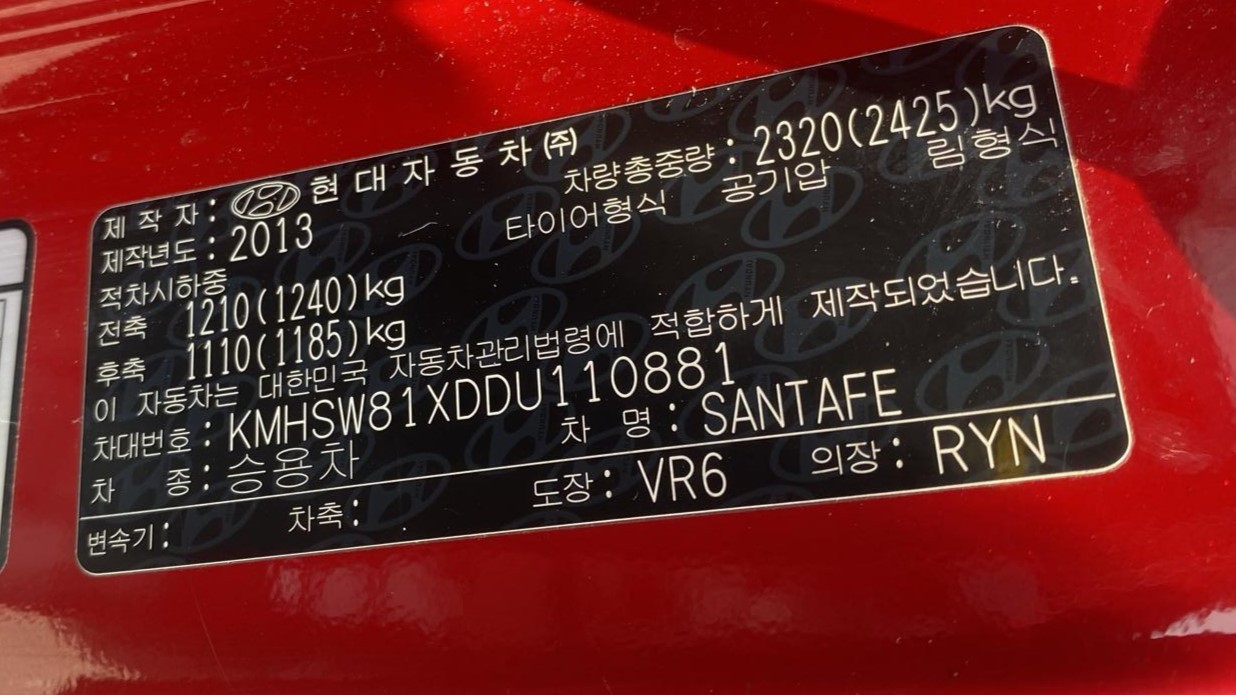 제 작 자 : 현 대 자 동 차 ㈜
제작년도 : 2013
차량총중량 : 2320(2425)kg
적차시하중
타이어형식 공기압 림형식
전축 1210(1240)kg
후축 1110(1185)kg
이 자동차는 대한민국 자동차관리법령에 적합하게 제작되었습니다.
차대번호 : KMHSW81XDDU110881
차 종 : 승용차 차 명 : SANTAFE
변속기 : 차축 : 도장 : VR6 의장 : RYN